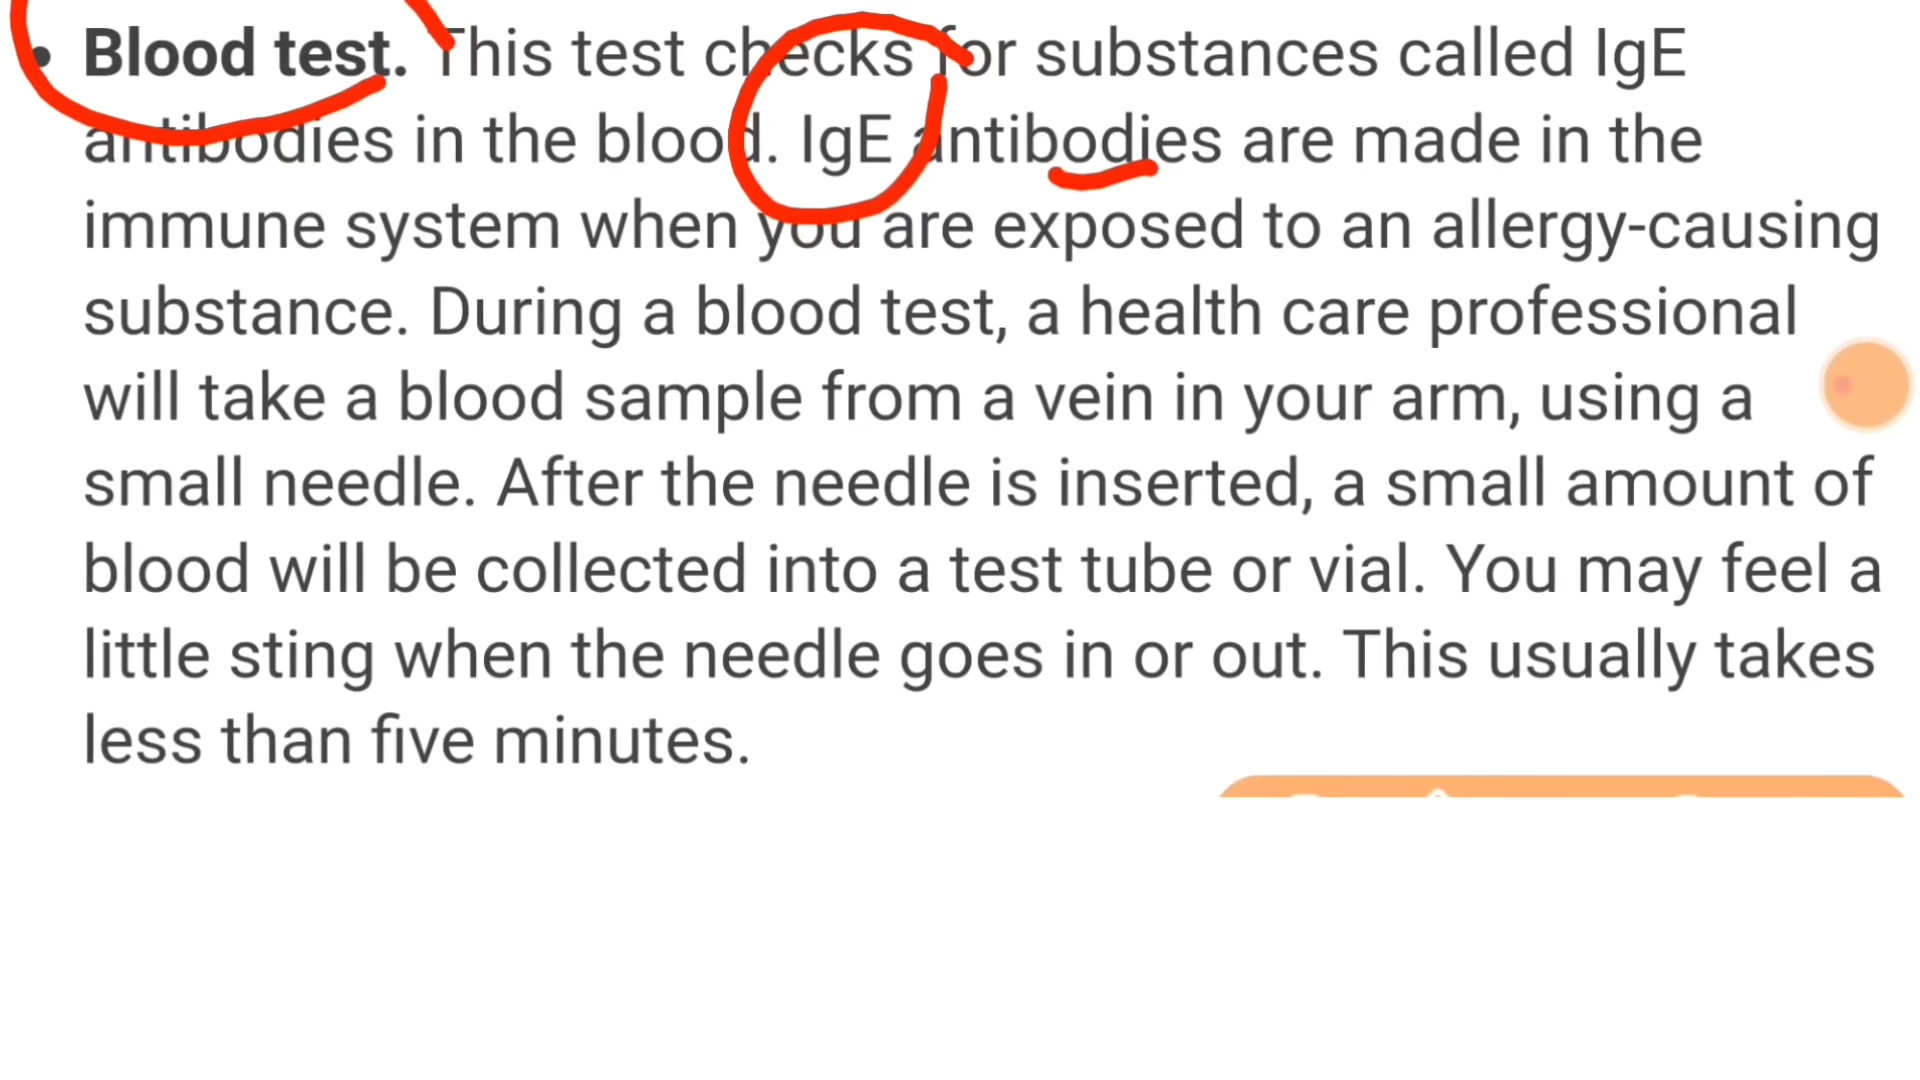 • Blood test. This test checks for substances called IgE
antibodies in the blood. IgE antibodies are made in the
immune system when you are exposed to an allergy-causing
substance. During a blood test, a health care professional
will take a blood sample from a vein in your arm, using a
small needle. After the needle is inserted, a small amount of
blood will be collected into a test tube or vial. You may feel a
little sting when the needle goes in or out. This usually takes
less than five minutes.